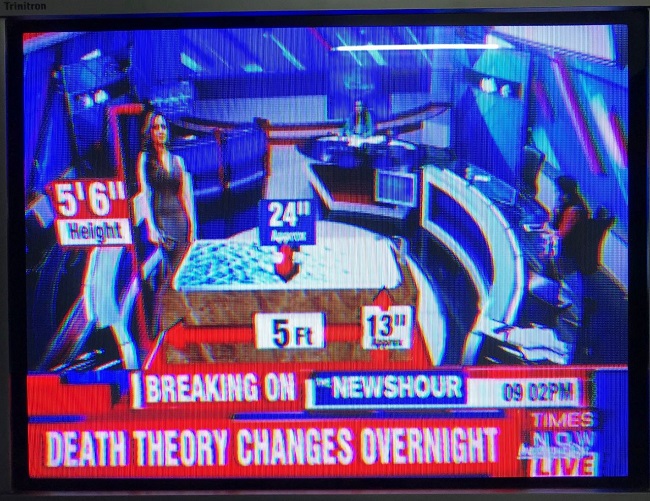 Trinitron
5'6"
Height
24"
Approx
5 Ft
13"
Approx
BREAKING ON THE NEWSHOUR 09 02PM
DEATH THEORY CHANGES OVERNIGHT
TIMES
NOW
LIVE